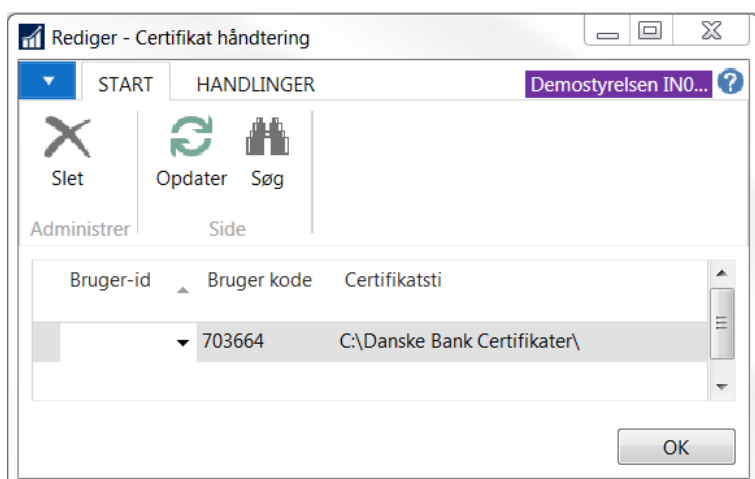 Rediger - Certifikat håndtering
START HANDLINGER Demostyrelsen IN0...
Slet Opdater Søg
Administrer Side
Bruger-id Bruger kode Certifikatsti
703664 C:\Danske Bank Certifikater\
OK